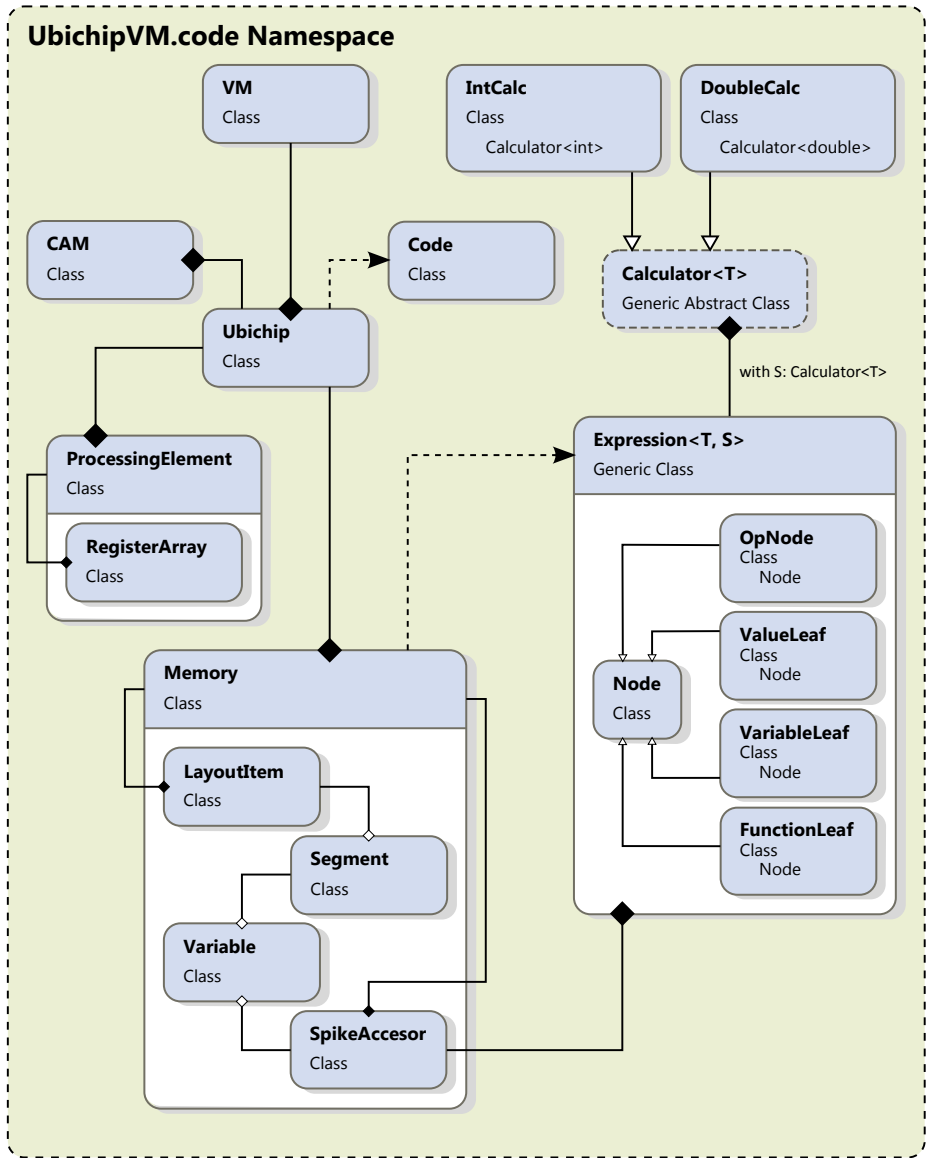 UbichipVM.code Namespace
VM
Class
IntCalc
Class
Calculator<int>
DoubleCalc
Class
Calculator<double>
CAM
Class
Code
Class
Calculator<T>
Generic Abstract Class
Ubichip
Class
with S: Calculator<T>
ProcessingElement
Class
RegisterArray
Class
Expression<T, S>
Generic Class
OpNode
Class
Node
ValueLeaf
Class
Node
Node
Class
VariableLeaf
Class
Node
FunctionLeaf
Class
Node
Memory
Class
LayoutItem
Class
Segment
Class
Variable
Class
SpikeAccesor
Class